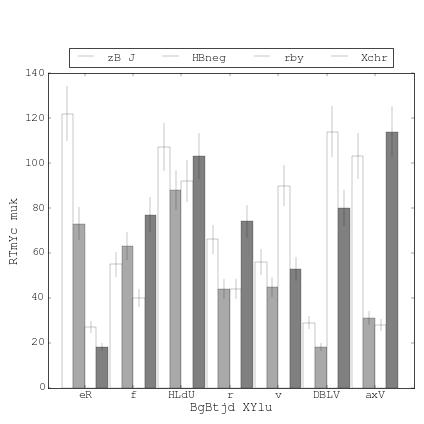 zB J HBneg rby Xchr
140
120
100
80
60
40
20
0
RTmYc muk
eR f HLdU r v DBLV axV
BgBtjd XYlu